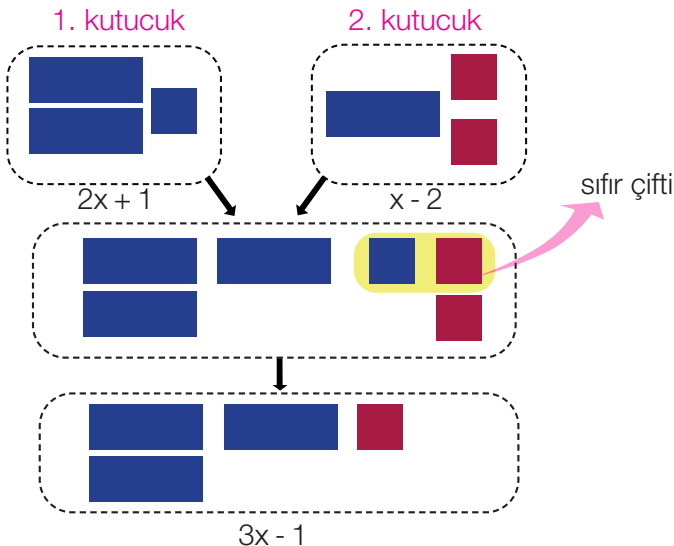 1. kutucuk
2. kutucuk
2x + 1
x - 2
sıfır çifti
3x - 1